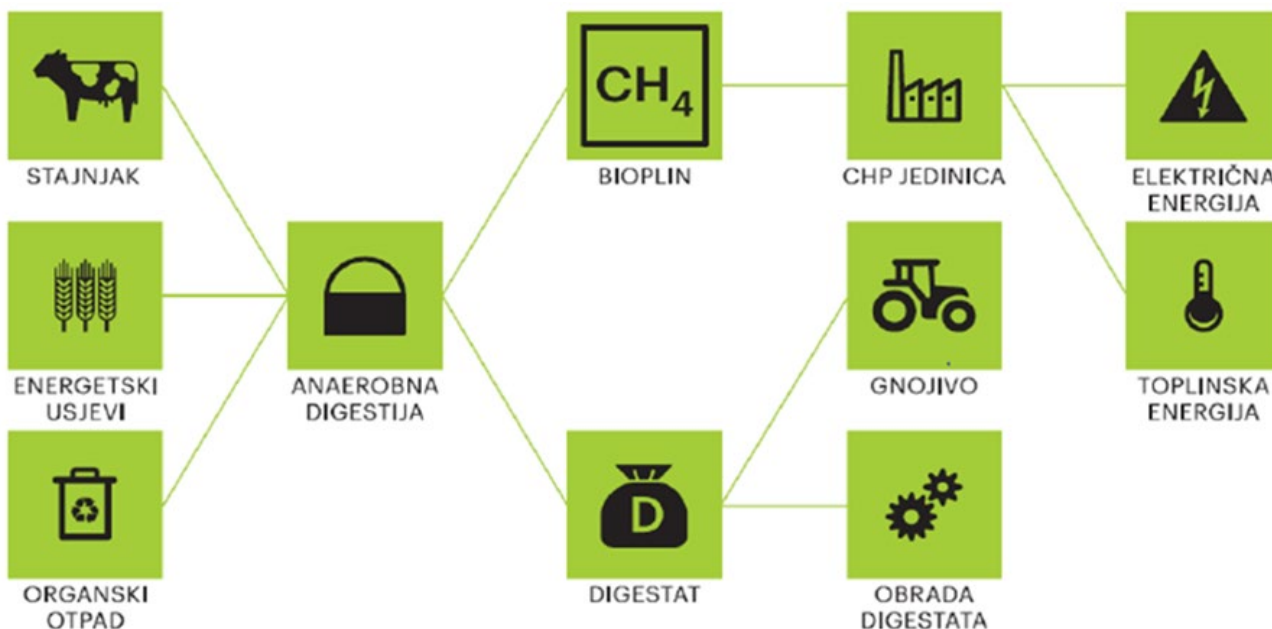 STAJNJAK
CH4
BIOPLIN
CHP JEDINICA
ELEKTRIČNA
ENERGIJA
ENERGETSKI
USJEVI
ANAEROBNA
DIGESTIJA
GNOJIVO
TOPLINSKA
ENERGIJA
ORGANSKI
OTPAD
D
DIGESTAT
OBRADA
DIGESTATA